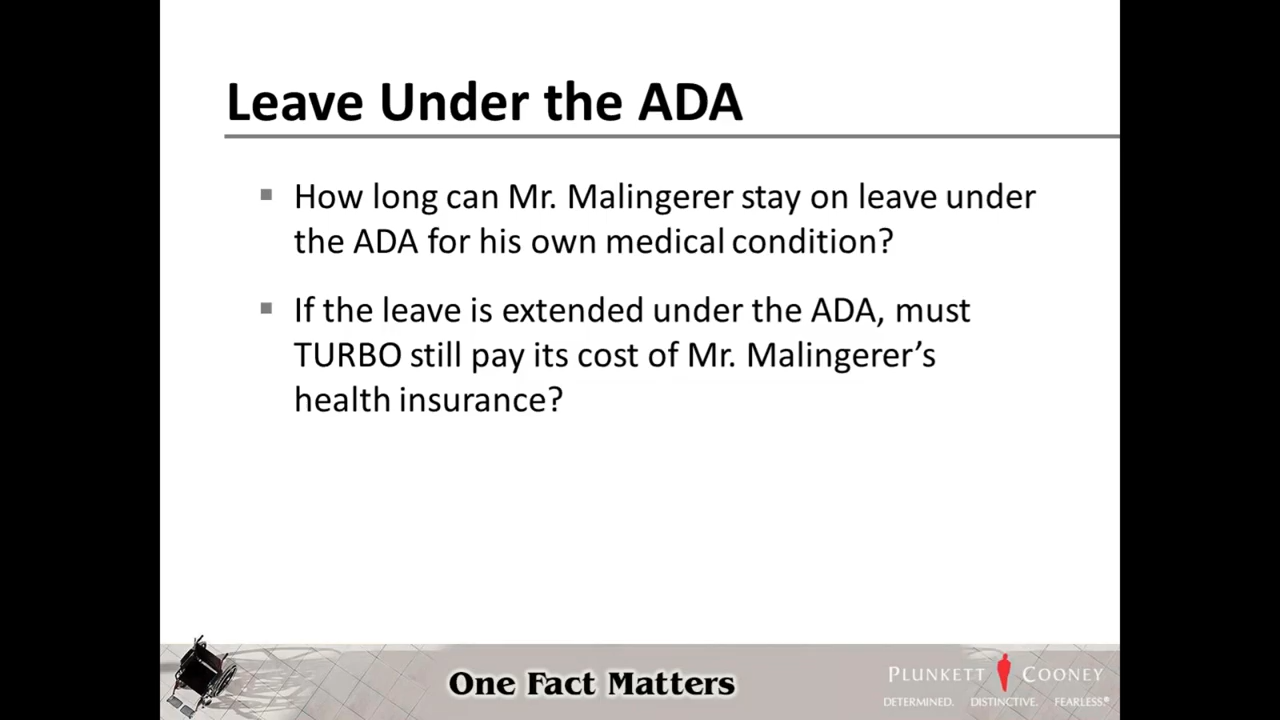 Leave Under the ADA
▪ How long can Mr. Malingerer stay on leave under
the ADA for his own medical condition?
▪ If the leave is extended under the ADA, must
TURBO still pay its cost of Mr. Malingerer’s
health insurance?
One Fact Matters
PLUNKETT COONEY
DETERMINED. DISTINCTIVE. FEARLESS.®